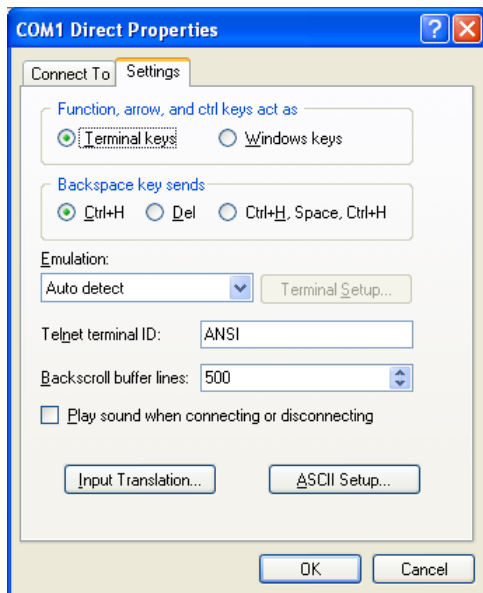 COM1 Direct Properties
Connect To Settings
Function, arrow, and ctrl keys act as
Terminal keys Windows keys
Backspace key sends
Ctrl+H Del Ctrl+H, Space, Ctrl+H
Emulation:
Auto detect Terminal Setup...
Telnet terminal ID: ANSI
Backscroll buffer lines: 500
Play sound when connecting or disconnecting
Input Translation... ASCII Setup...
OK Cancel